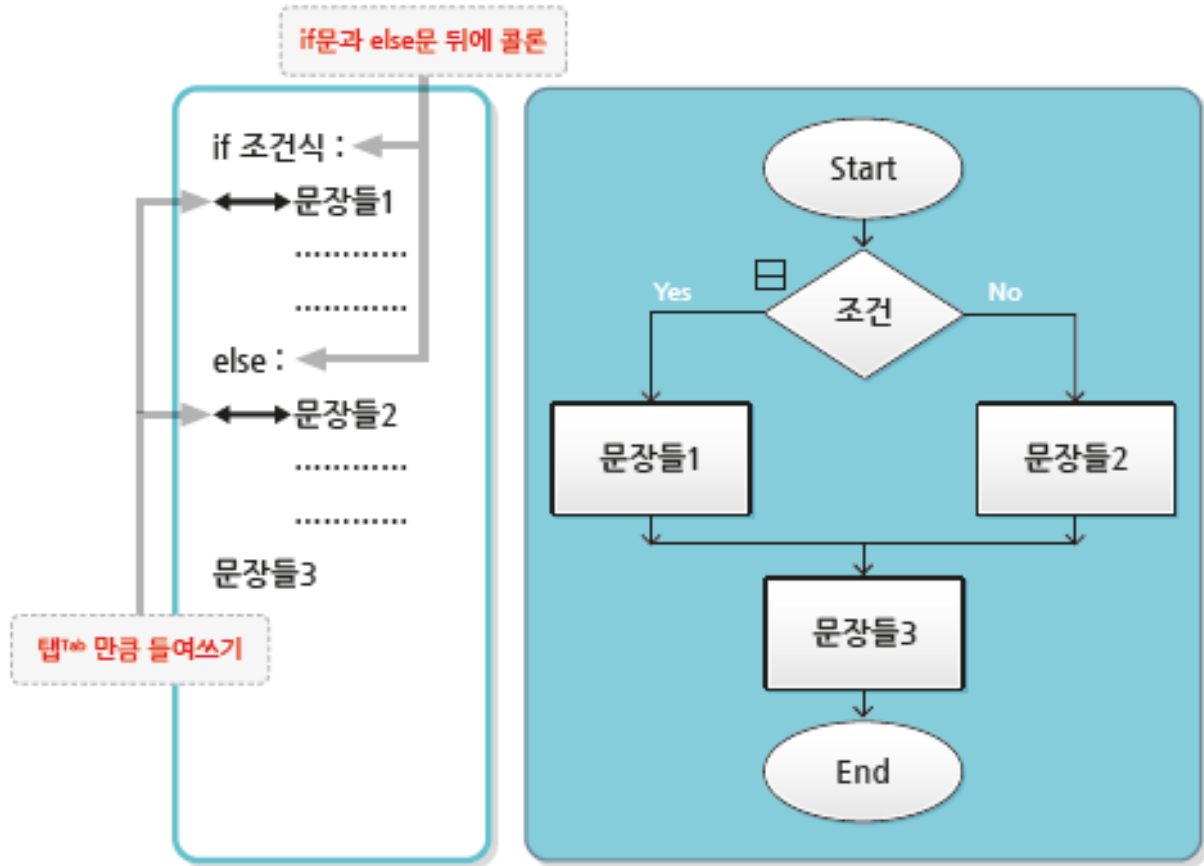 if문과 else문 뒤에 콜론
if 조건식 :
문장들1
............
............
else :
문장들2
............
............
문장들3
탭Tab 만큼 들여쓰기
Start
조건
Yes
No
문장들1
문장들2
문장들3
End